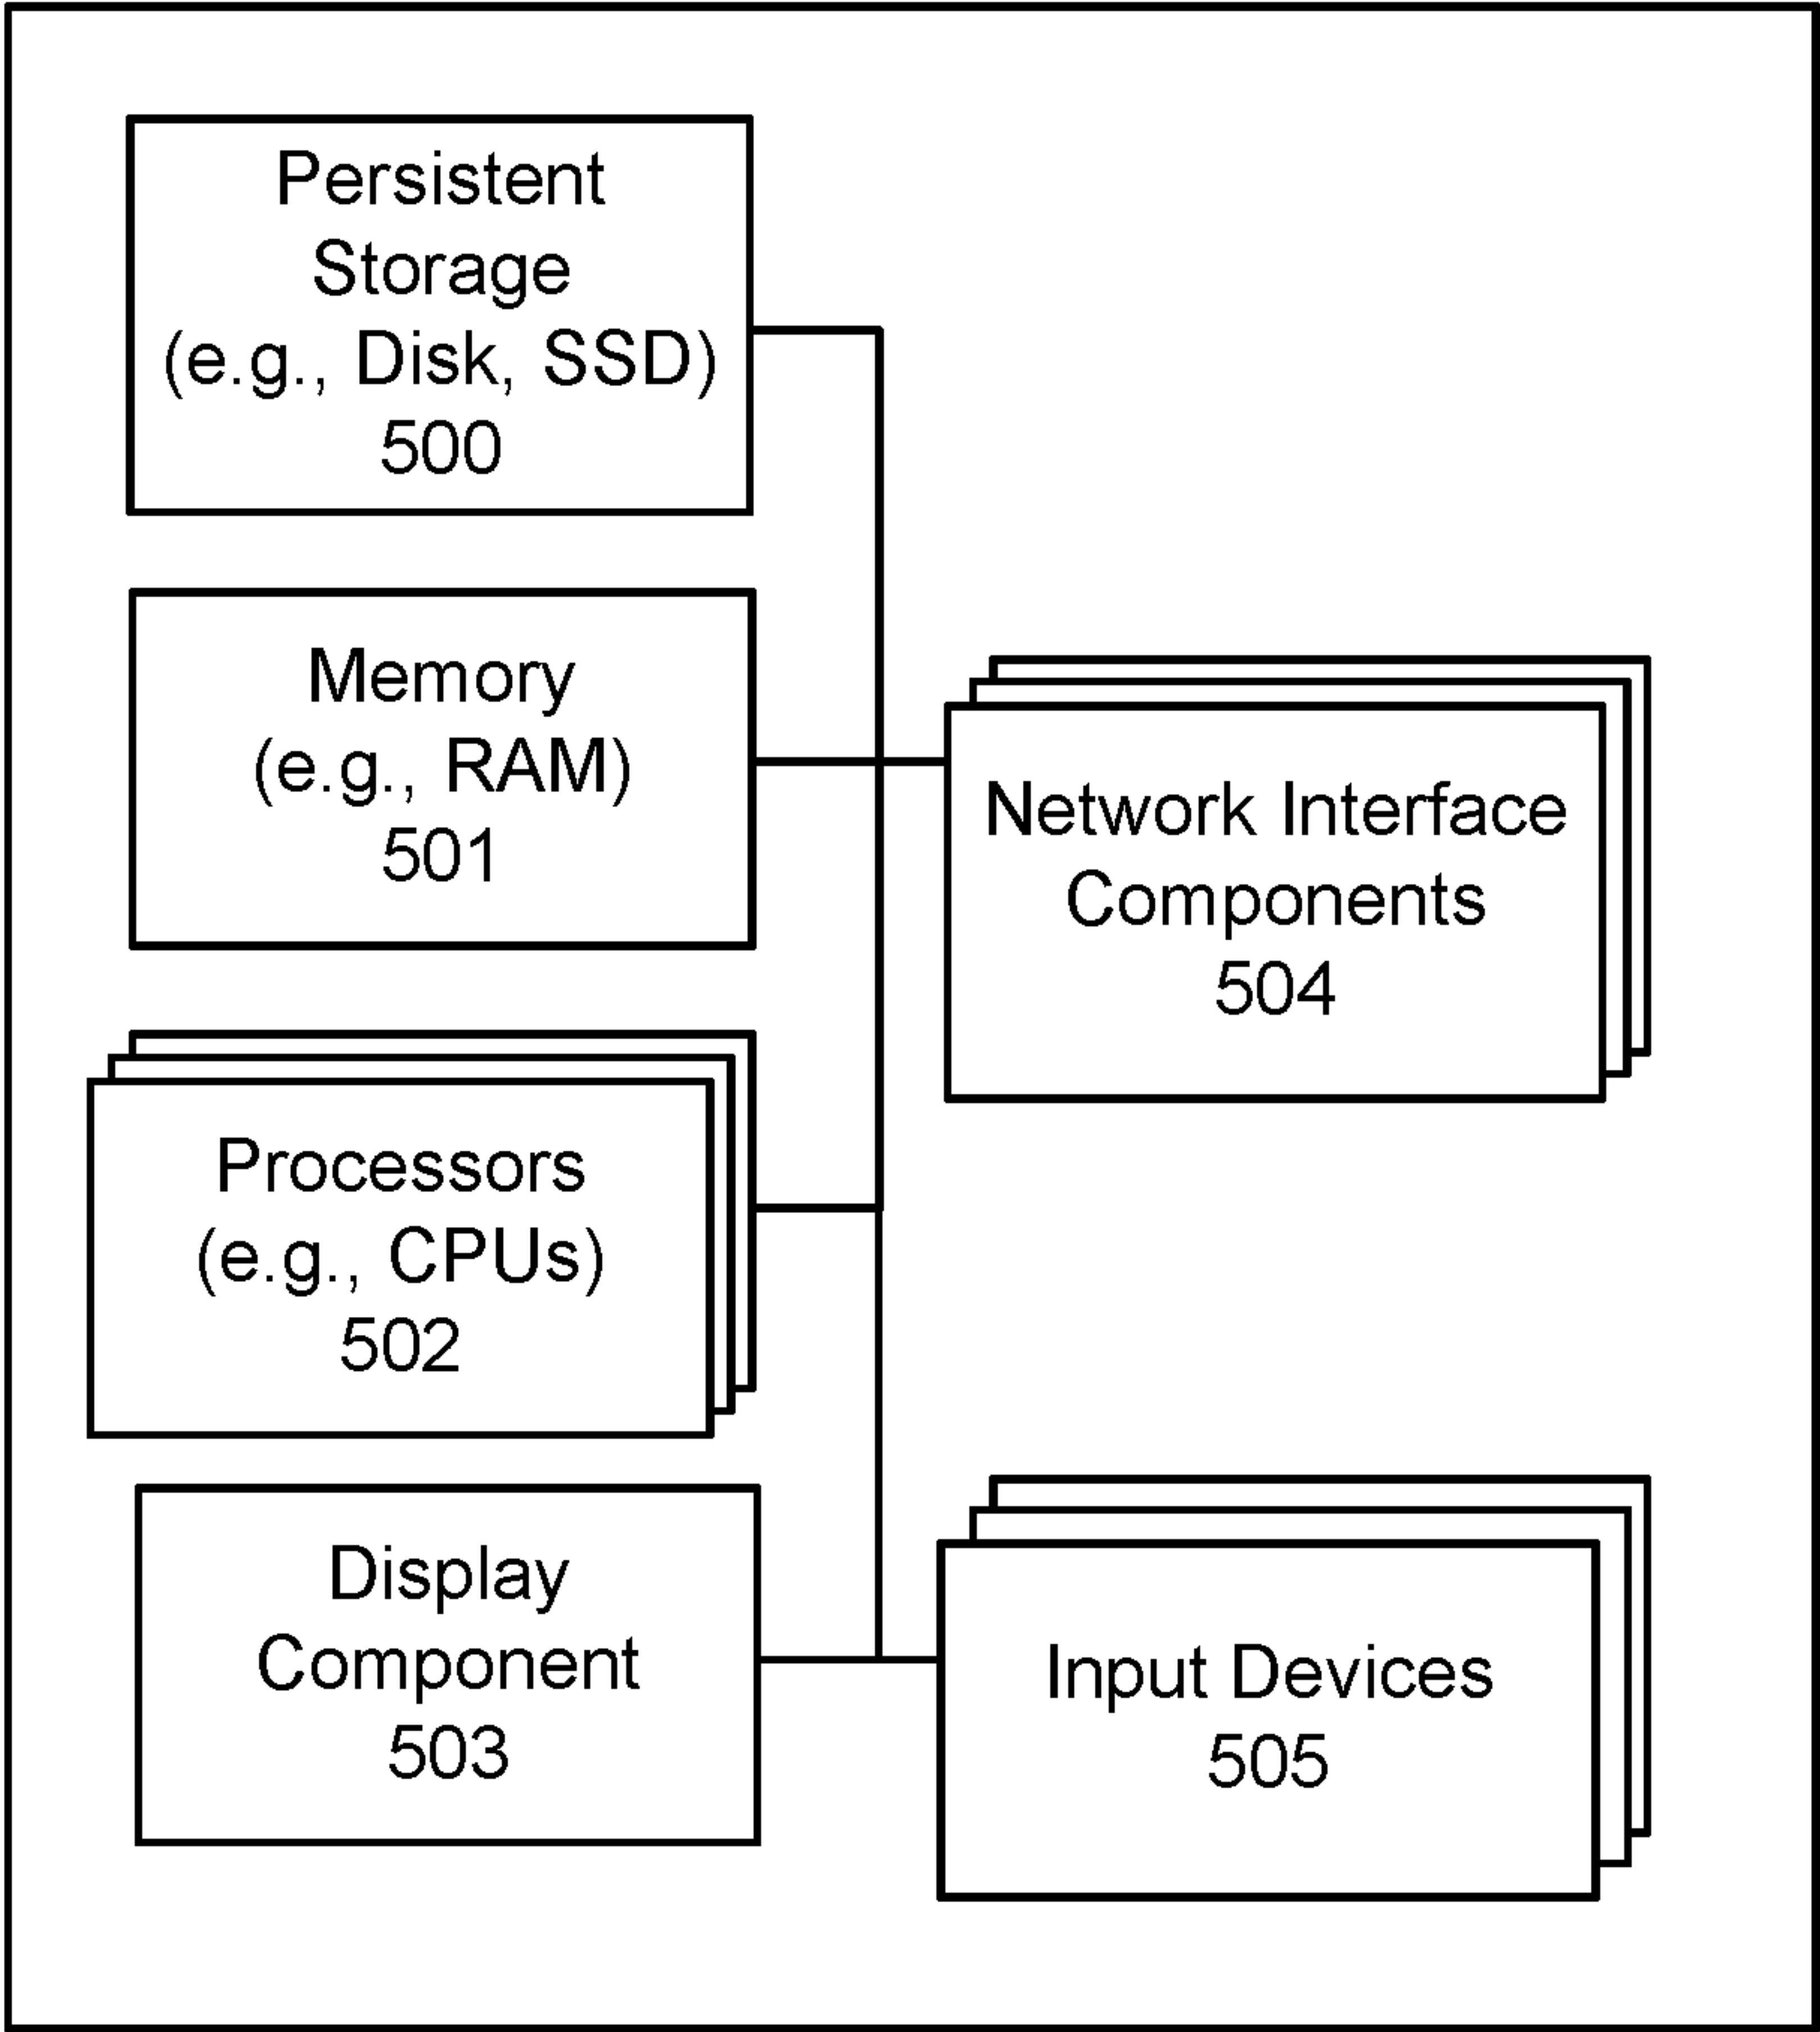 Persistent
Storage
(e.g., Disk, SSD)
500
Memory
(e.g., RAM)
501
Processors
(e.g., CPUs)
502
Display
Component
503
Network Interface
Components
504
Input Devices
505